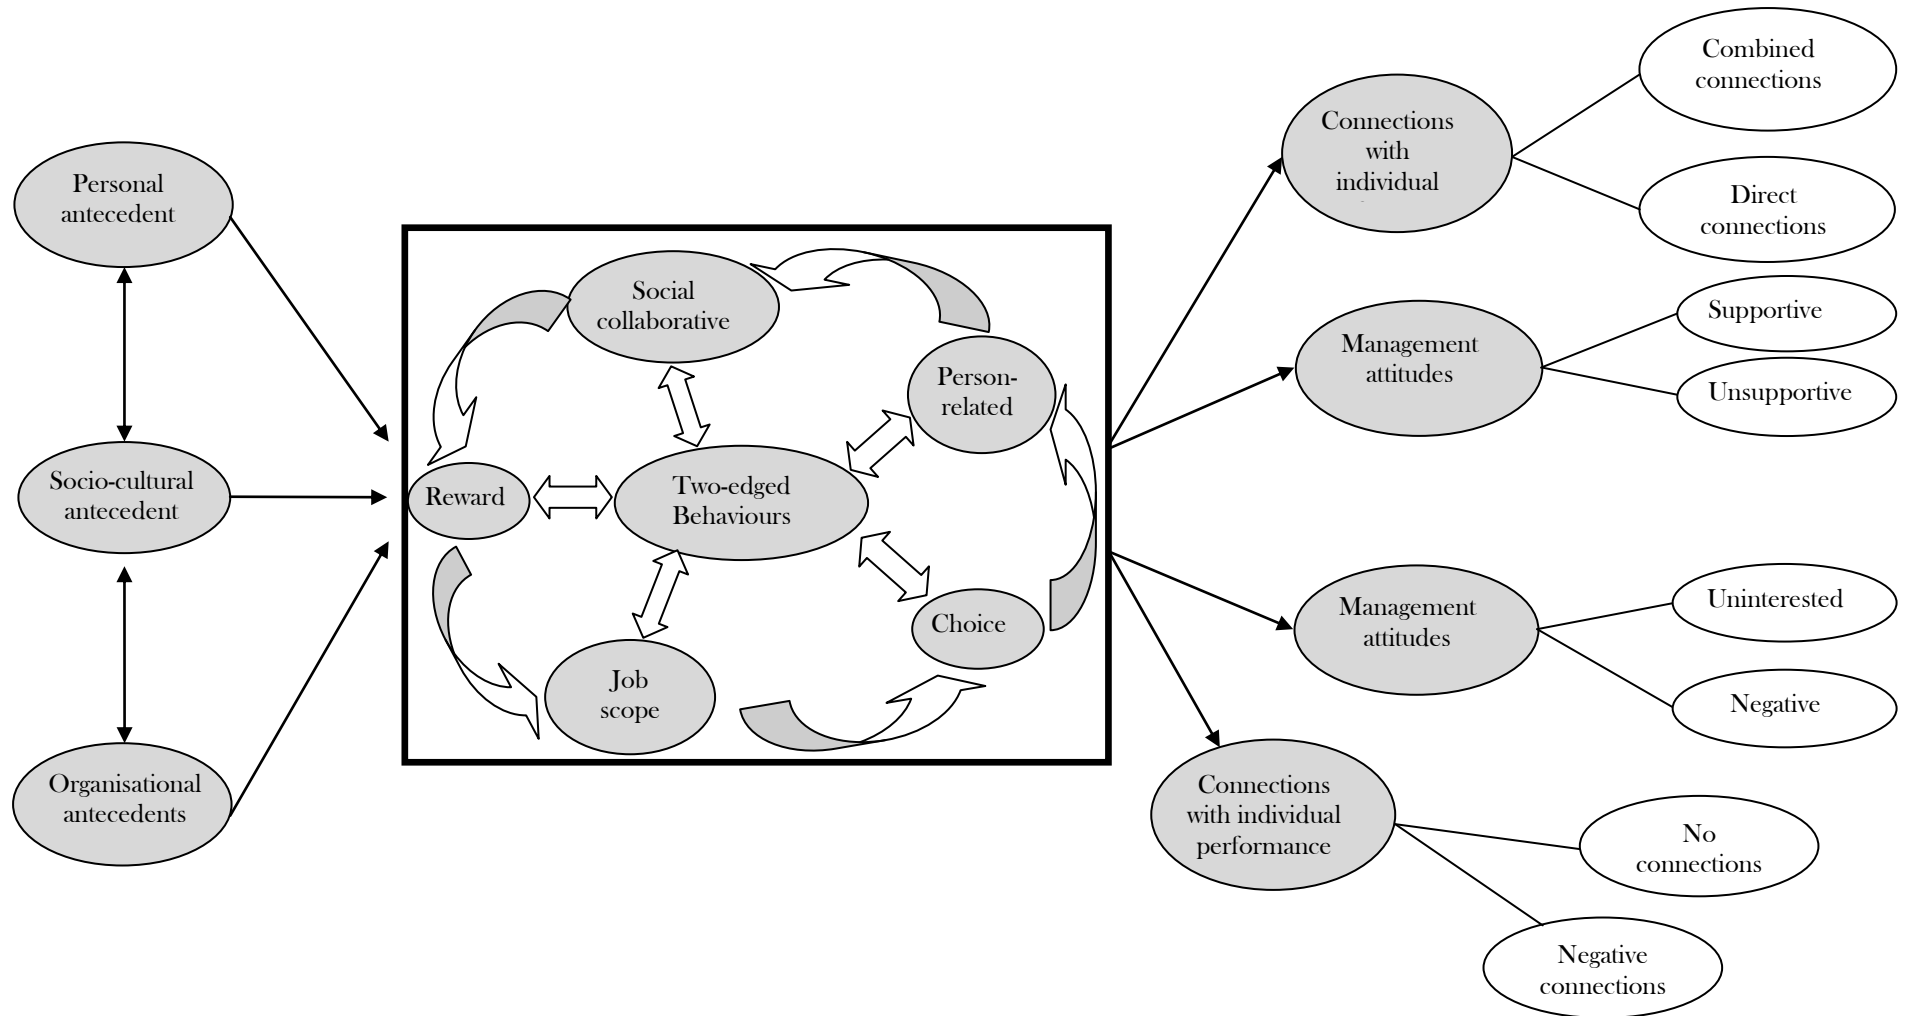 Personal
antecedent
Socio-cultural
antecedent
Organisational
antecedents
Social
collaborative
Person-
related
Reward
Two-edged
Behaviours
Choice
Job
scope
Connections
with
individual
Combined
connections
Direct
connections
Management
attitudes
Supportive
Unsupportive
Management
attitudes
Uninterested
Negative
Connections
with individual
performance
No
connections
Negative
connections